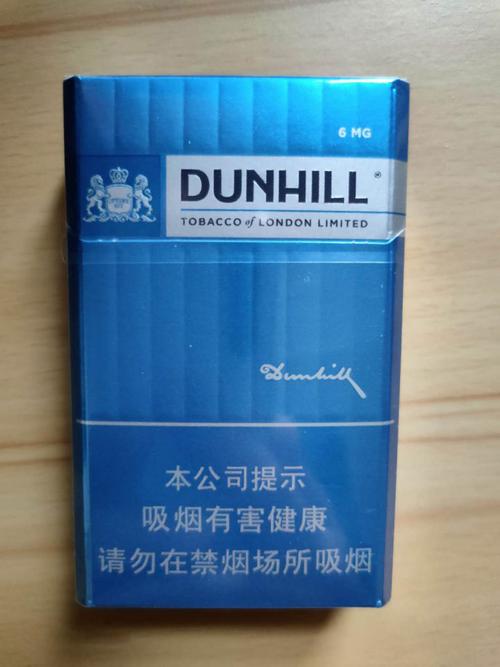 6 MG
DUNHILL®
TOBACCO of LONDON LIMITED
Dunhill
本公司提示
吸烟有害健康
请勿在禁烟场所吸烟